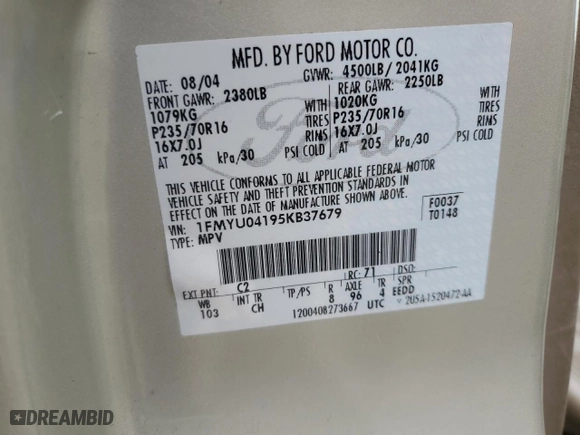 MFD. BY FORD MOTOR CO.
DATE: 08/04 GVWR: 4500LB/ 2041KG
FRONT GAWR: 2380LB REAR GAWR: 2250LB
1079KG 1020KG
P235/70R16 TIRES P235/70R16 TIRES
16X7.0J RIMS 16X7.0J RIMS
AT 205 kPa/30 PSI COLD AT 205 kPa/30 PSI COLD
THIS VEHICLE CONFORMS TO ALL APPLICABLE FEDERAL MOTOR
VEHICLE SAFETY AND THEFT PREVENTION STANDARDS IN
EFFECT ON THE DATE OF MANUFACTURE SHOWN ABOVE.
VIN: 1FMYU04195KB37679 F0037
TYPE: MPV T0148
EXT PNT: C2 RC: 71 DSO:
WB INT TR TP/PS R AXLE TR SPR
103 CH 8 96 4 EEDD
1200408273667 UTC V 2U5A-1520472-AA
Ford
DREAMBID